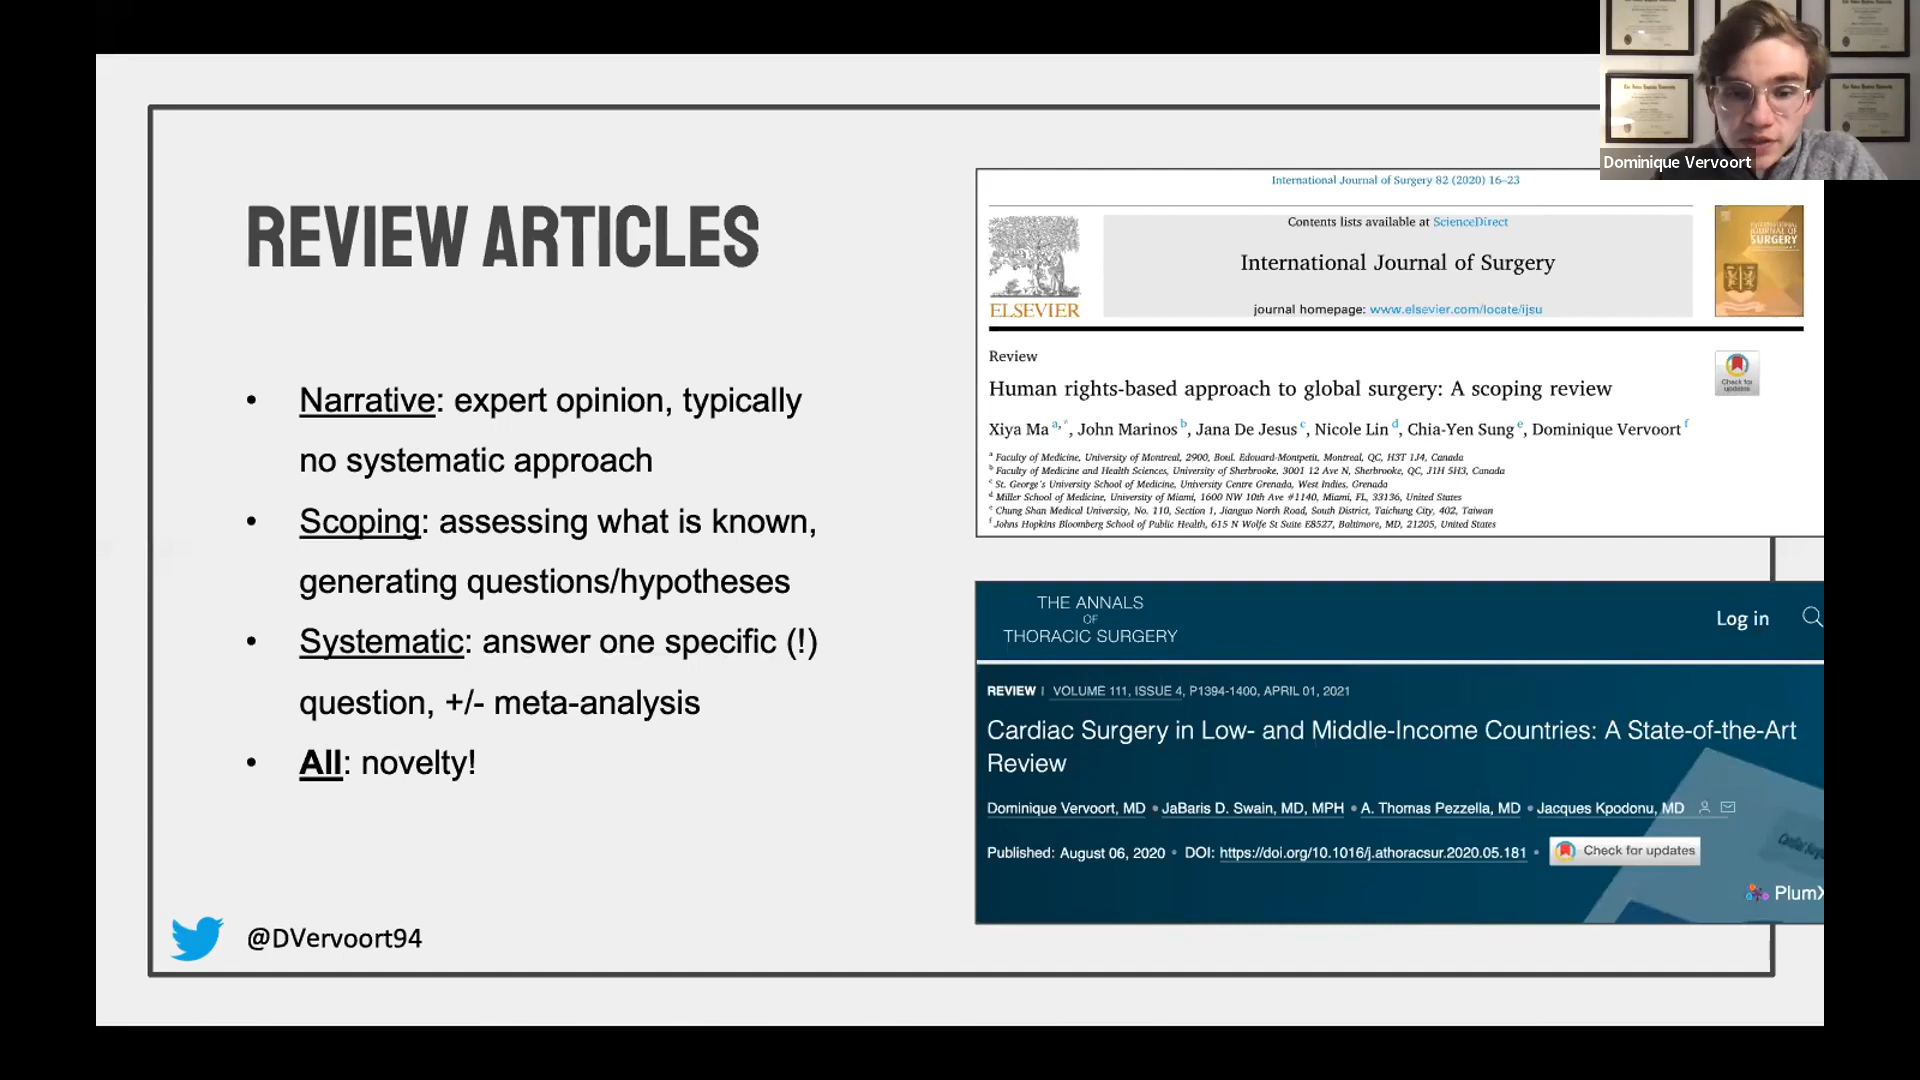 REVIEW ARTICLES
• Narrative: expert opinion, typically
no systematic approach
• Scoping: assessing what is known,
generating questions/hypotheses
• Systematic: answer one specific (!)
question, +/- meta-analysis
• All: novelty!
@DVervoort94
Dominique Vervoort
International Journal of Surgery 82 (2020) 16–23
Contents lists available at ScienceDirect
International Journal of Surgery
journal homepage: www.elsevier.com/locate/ijsu
ELSEVIER
INTERNATIONAL
JOURNAL OF
SURGERY
Review
Human rights-based approach to global surgery: A scoping review
Check for
updates
Xiya Ma a,*, John Marinos b, Jana De Jesus c, Nicole Lin d, Chia-Yen Sung e, Dominique Vervoort f
a Faculty of Medicine, University of Montreal, 2900, Boul. Edouard-Montpetit, Montreal, QC, H3T 1J4, Canada
b Faculty of Medicine and Health Sciences, University of Sherbrooke, 3001 12 Ave N, Sherbrooke, QC, J1H 5H3, Canada
c St. George's University School of Medicine, University Centre Grenada, West Indies, Grenada
d Miller School of Medicine, University of Miami, 1600 NW 10th Ave #1140, Miami, FL, 33136, United States
e Chung Shan Medical University, No. 110, Section 1, Jianguo North Road, South District, Taichung City, 402, Taiwan
f Johns Hopkins Bloomberg School of Public Health, 615 N Wolfe St Suite E8527, Baltimore, MD, 21205, United States
THE ANNALS
OF
THORACIC SURGERY
Log in
REVIEW | VOLUME 111, ISSUE 4, P1394-1400, APRIL 01, 2021
Cardiac Surgery in Low- and Middle-Income Countries: A State-of-the-Art
Review
Dominique Vervoort, MD • JaBaris D. Swain, MD, MPH • A. Thomas Pezzella, MD • Jacques Kpodonu, MD
Published: August 06, 2020 • DOI: https://doi.org/10.1016/j.athoracsur.2020.05.181 •
Check for updates
PlumX